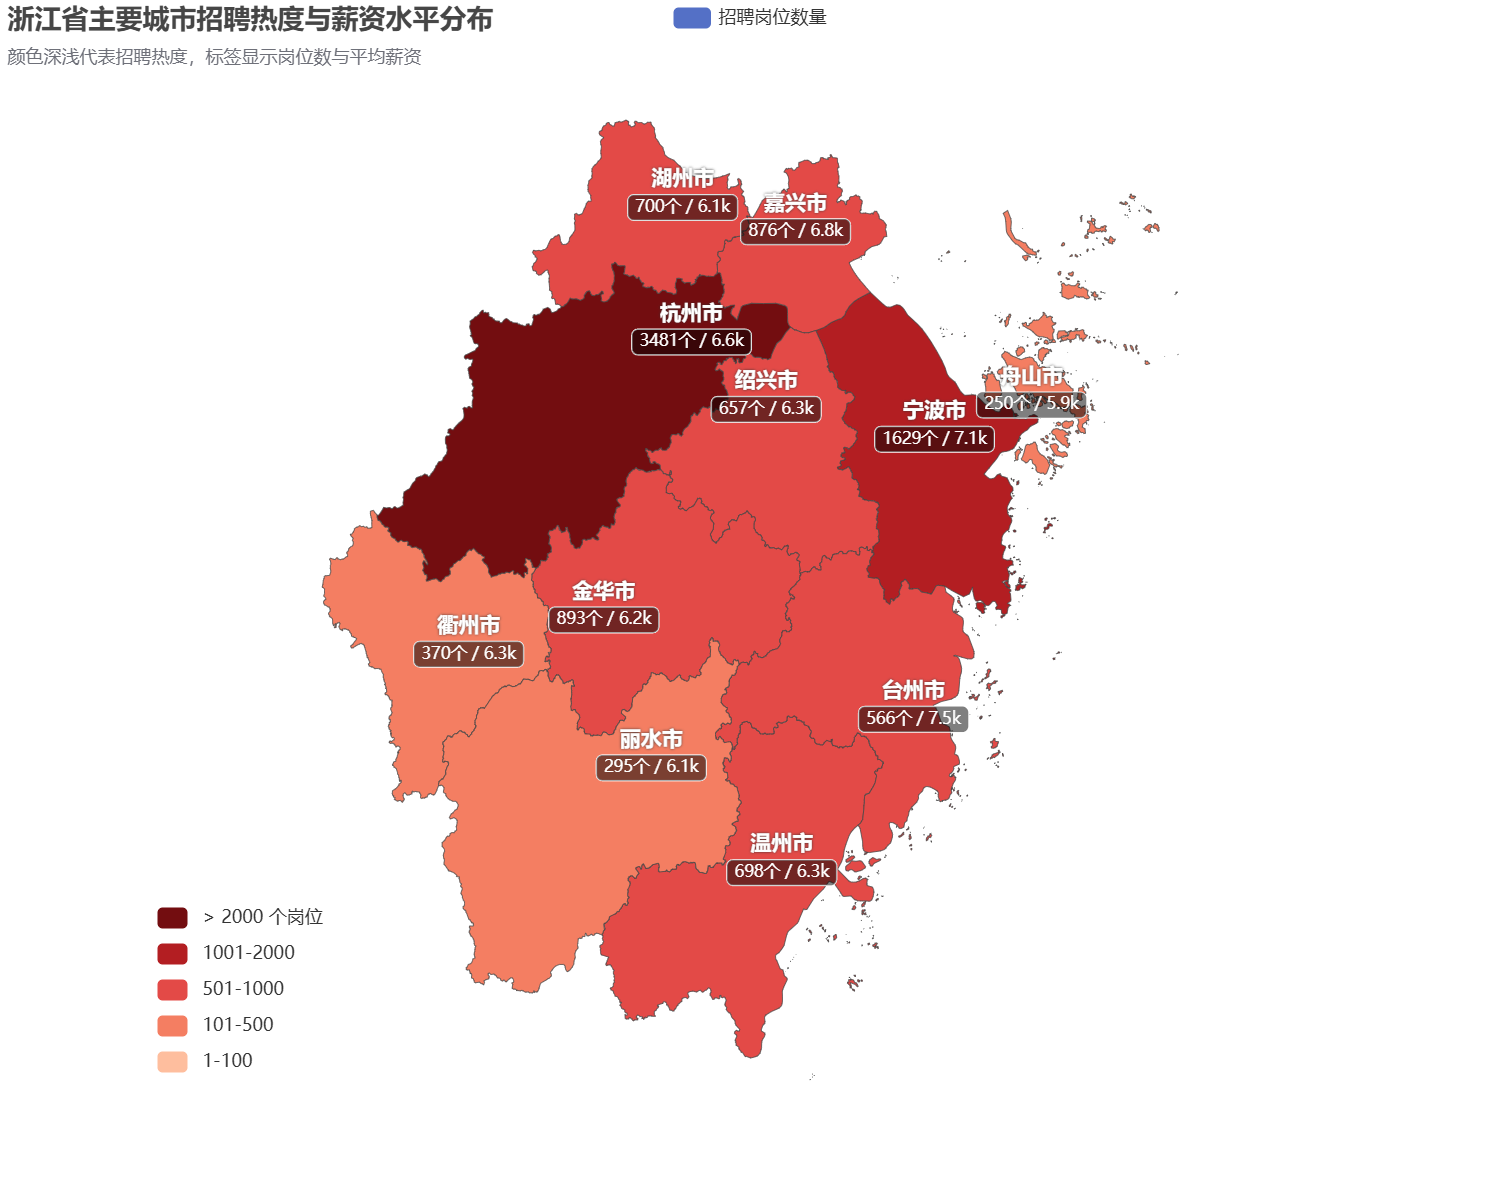 浙江省主要城市招聘热度与薪资水平分布
颜色深浅代表招聘热度，标签显示岗位数与平均薪资
招聘岗位数量
湖州市
700个 / 6.1k
嘉兴市
876个 / 6.8k
杭州市
3481个 / 6.6k
绍兴市
657个 / 6.3k
舟山市
250个 / 5.9k
宁波市
1629个 / 7.1k
金华市
893个 / 6.2k
衢州市
370个 / 6.3k
台州市
566个 / 7.5k
丽水市
295个 / 6.1k
温州市
698个 / 6.3k
> 2000 个岗位
1001-2000
501-1000
101-500
1-100